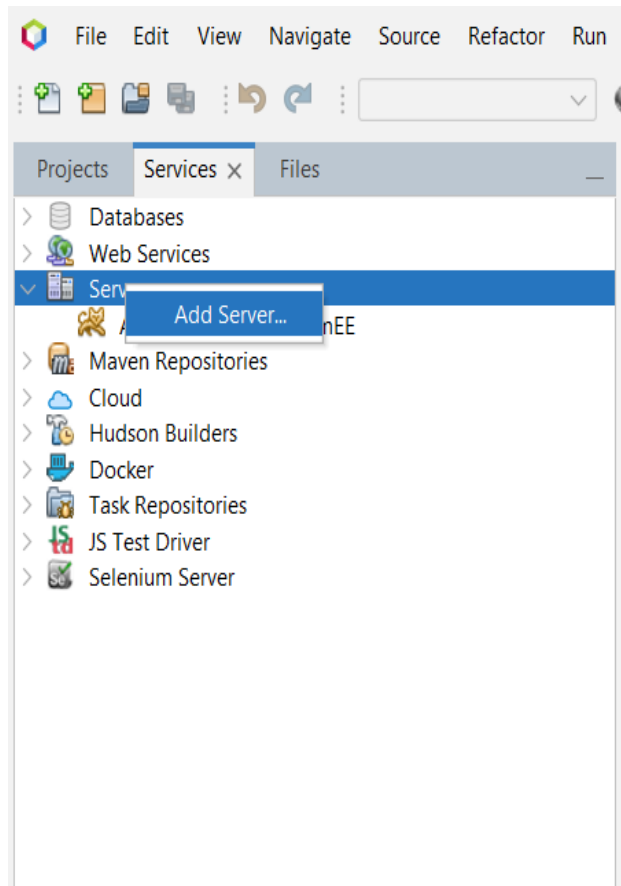 File Edit View Navigate Source Refactor Run
Projects Services Files
Databases
Web Services
Add Server...
Maven Repositories
Cloud
Hudson Builders
Docker
Task Repositories
JS Test Driver
Selenium Server